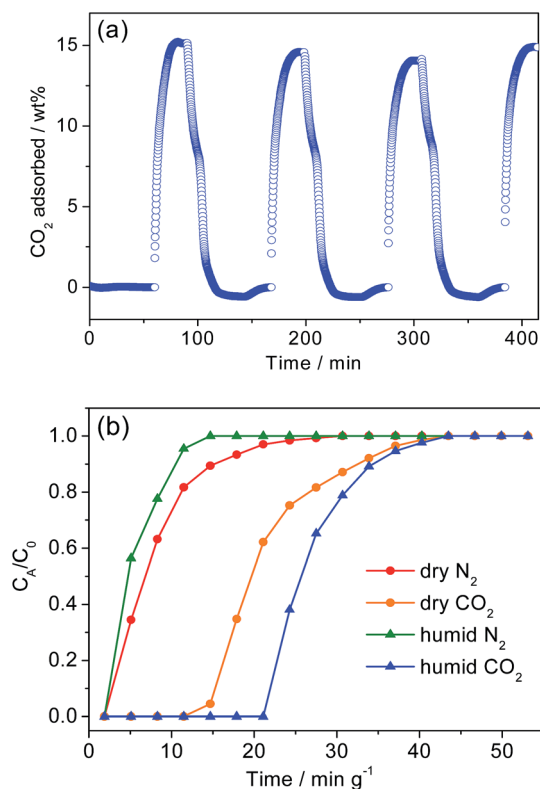 (a)
CO₂ adsorbed / wt%
15
10
5
0
0 100 200 300 400
Time / min
(b)
C_A/C_0
1.0
0.8
0.6
0.4
0.2
0.0
dry N₂
dry CO₂
humid N₂
humid CO₂
0 10 20 30 40 50
Time / min g⁻¹